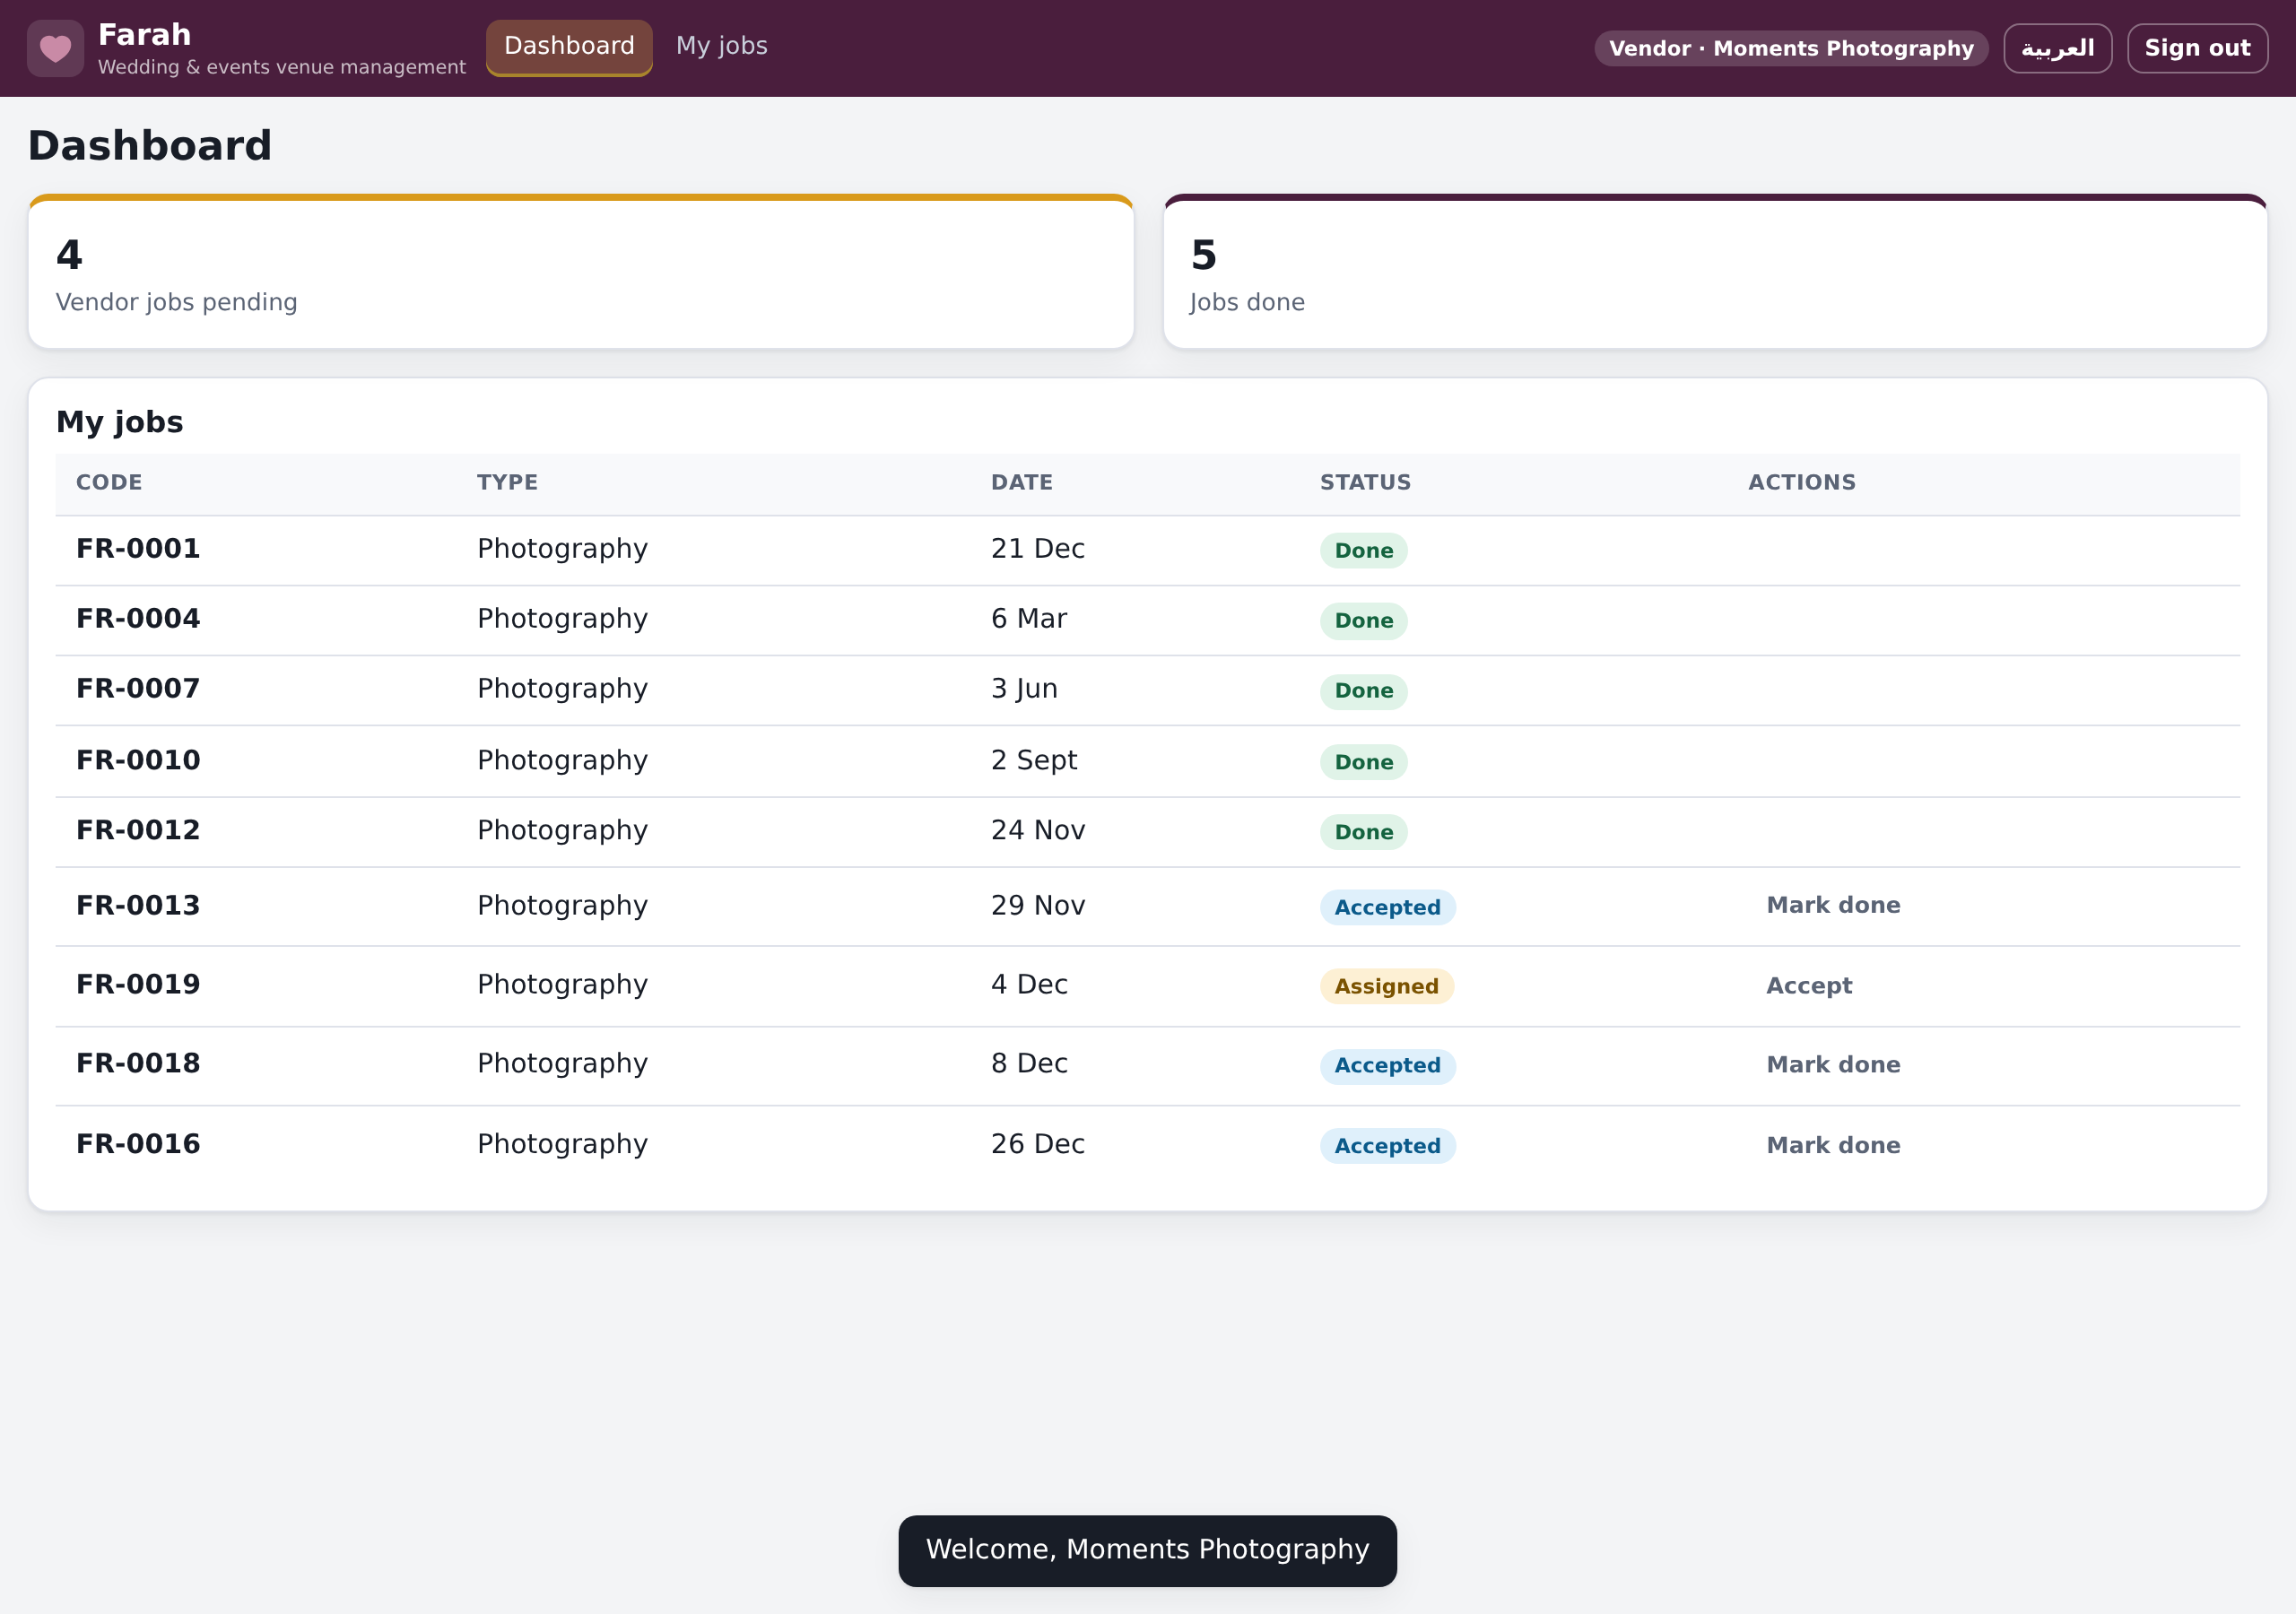 Farah
Wedding & events venue management
Dashboard
My jobs
Vendor · Moments Photography
العربية
Sign out
Dashboard
4
Vendor jobs pending
5
Jobs done
My jobs
CODE TYPE DATE STATUS ACTIONS
FR-0001 Photography 21 Dec Done
FR-0004 Photography 6 Mar Done
FR-0007 Photography 3 Jun Done
FR-0010 Photography 2 Sept Done
FR-0012 Photography 24 Nov Done
FR-0013 Photography 29 Nov Accepted Mark done
FR-0019 Photography 4 Dec Assigned Accept
FR-0018 Photography 8 Dec Accepted Mark done
FR-0016 Photography 26 Dec Accepted Mark done
Welcome, Moments Photography